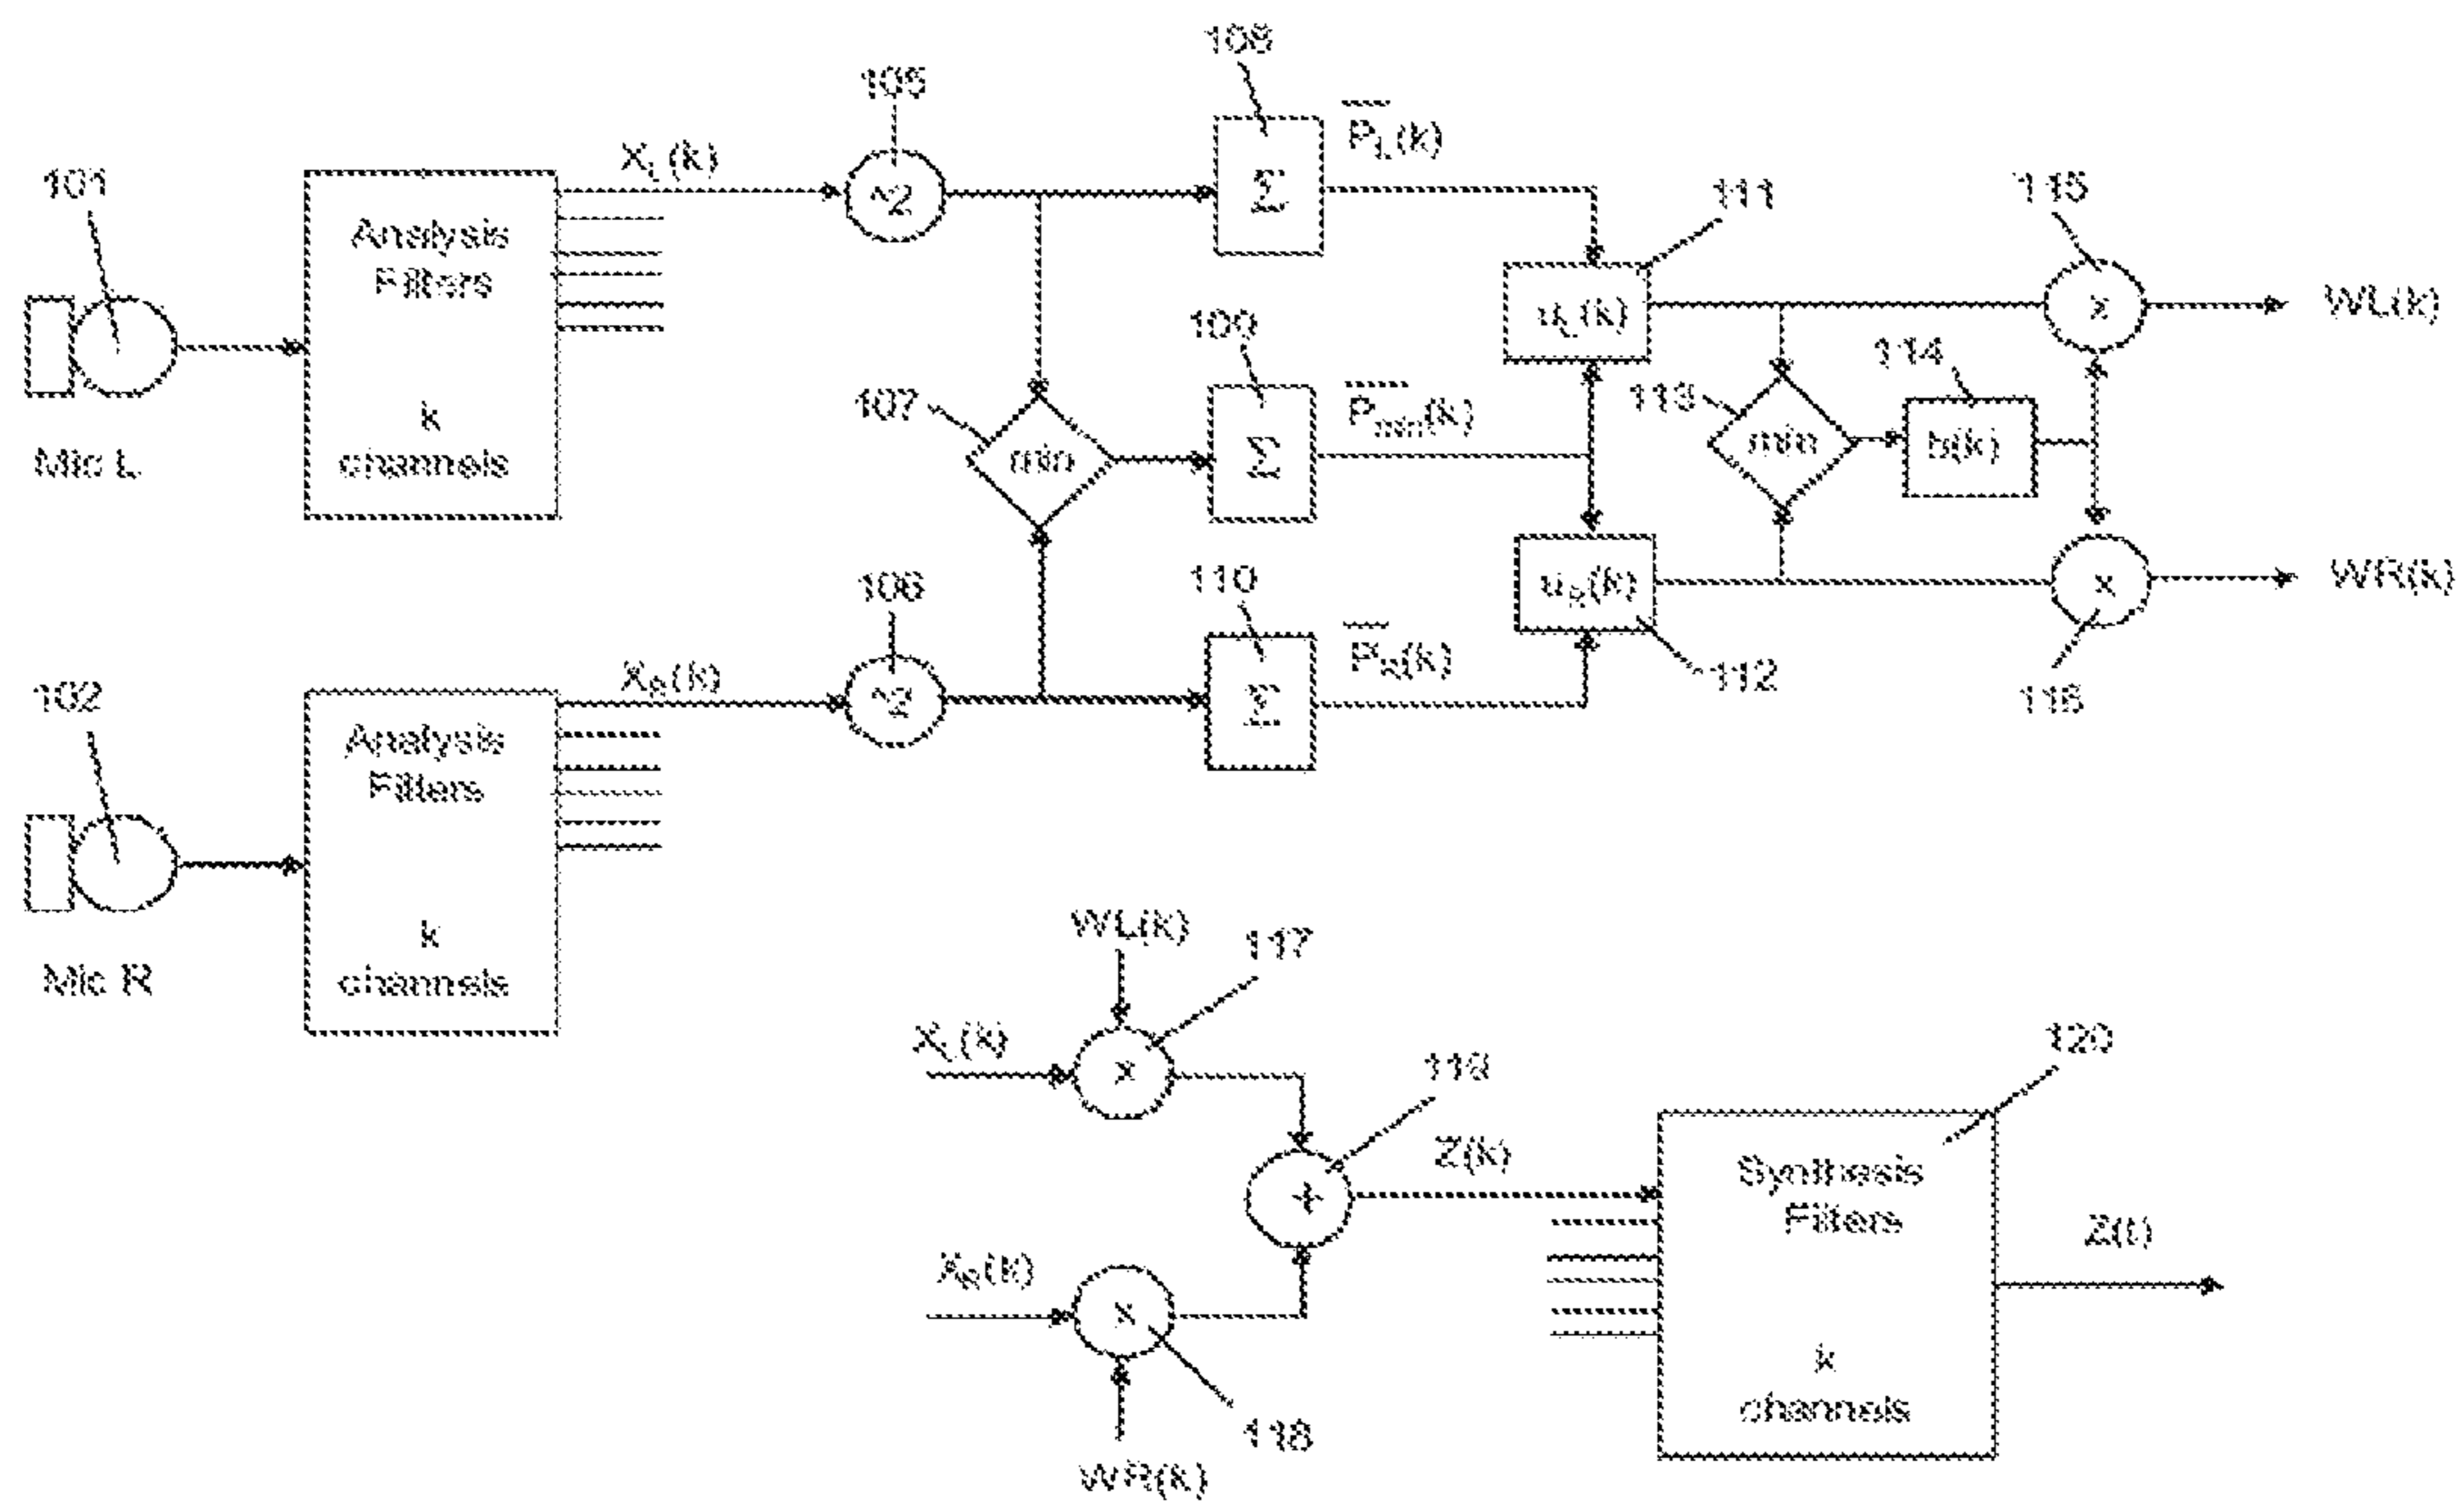 108
105
P_L(k)
X_L(k)
101
^2
Σ
111
115
Analysis
Filters
u_L(k)
x
WL(k)
109
114
107
P_min(k)
113
k
channels
min
Σ
min
b(k)
Mic L
106
110
u_R(k)
x
WR(k)
X_R(k)
P_R(k)
112
116
102
^2
Σ
Analysis
Filters
k
channels
Mic R
WL(k)
117
X_L(k)
x
119
120
Z(k)
Synthesis
Filters
+
Z(t)
X_R(k)
x
k
channels
118
WR(k)